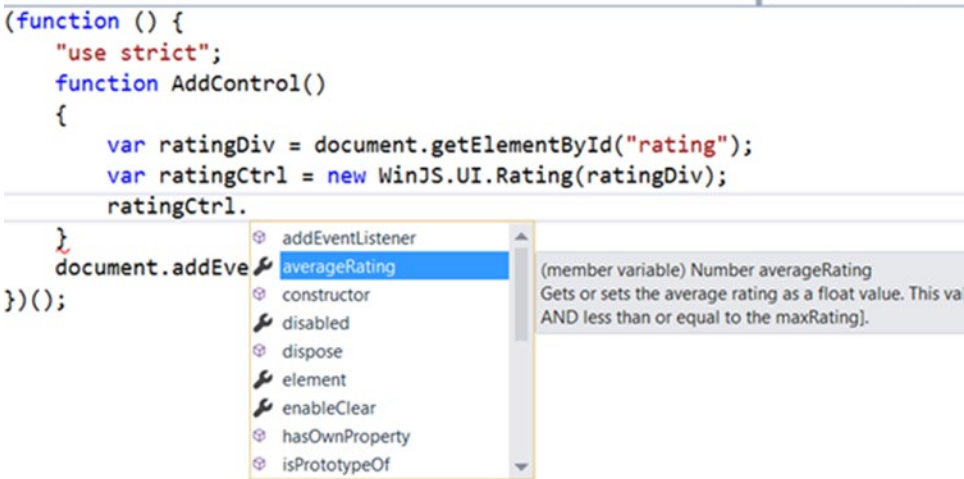 (function () {
    "use strict";
    function AddControl()
    {
        var ratingDiv = document.getElementById("rating");
        var ratingCtrl = new WinJS.UI.Rating(ratingDiv);
        ratingCtrl.
    }
addEventListener
    document.addEve
averageRating
(member variable) Number averageRating
constructor
Gets or sets the average rating as a float value. This val
})();
disabled
AND less than or equal to the maxRating].
dispose
element
enableClear
hasOwnProperty
isPrototypeOf